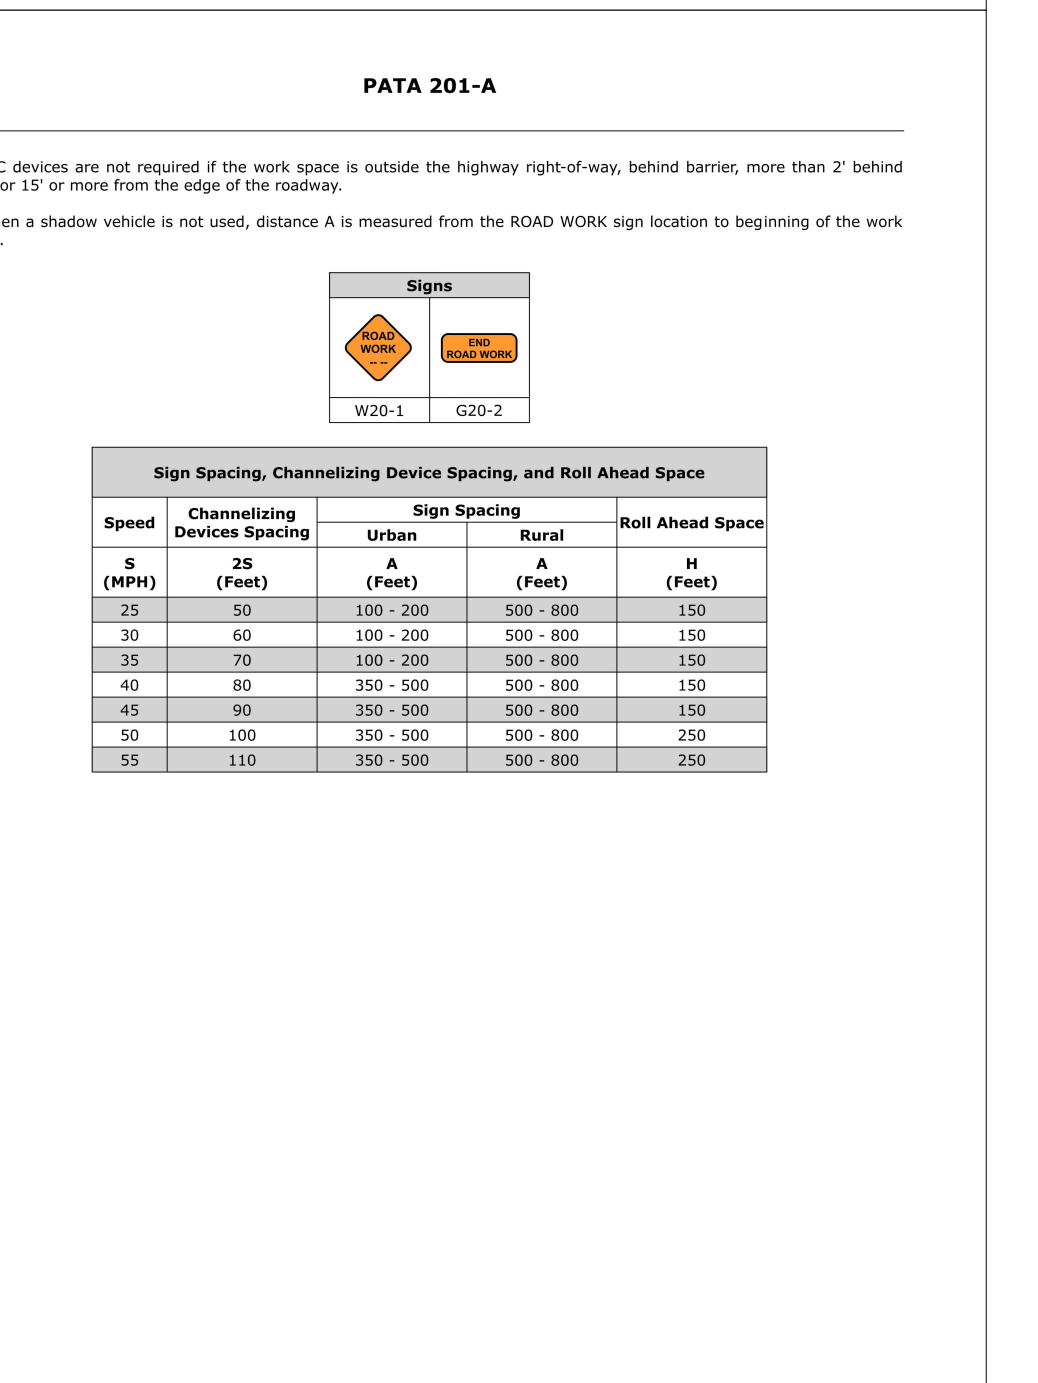 PATA 201-A
devices are not required if the work space is outside the highway right-of-way, behind barrier, more than 2' behind
or 15' or more from the edge of the roadway.
a shadow vehicle is not used, distance A is measured from the ROAD WORK sign location to beginning of the work
Signs
ROAD
WORK
-- --
END
ROAD WORK
W20-1 G20-2
Sign Spacing, Channelizing Device Spacing, and Roll Ahead Space
Speed Channelizing Devices Spacing Sign Spacing Roll Ahead Space
Urban Rural
S 2S A A H
(MPH) (Feet) (Feet) (Feet) (Feet)
25 50 100 - 200 500 - 800 150
30 60 100 - 200 500 - 800 150
35 70 100 - 200 500 - 800 150
40 80 350 - 500 500 - 800 150
45 90 350 - 500 500 - 800 150
50 100 350 - 500 500 - 800 250
55 110 350 - 500 500 - 800 250